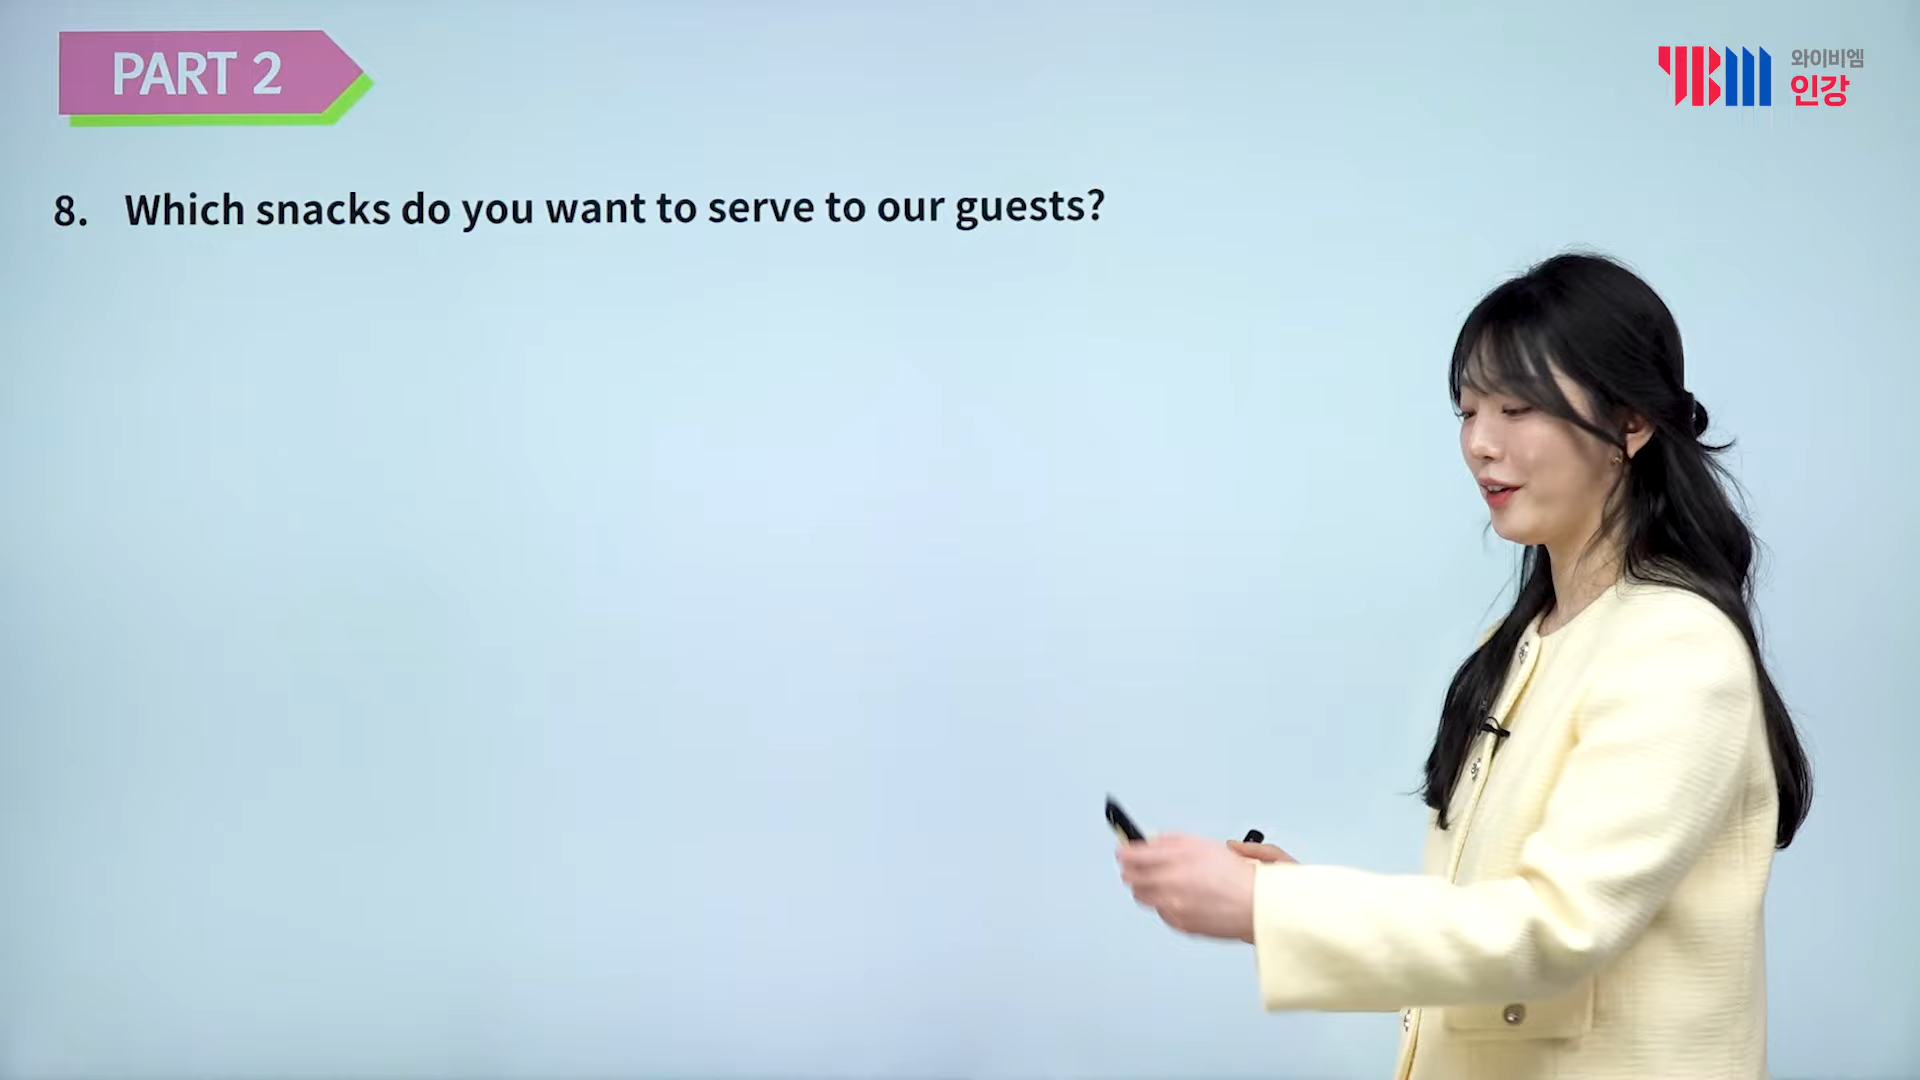 PART 2
YBM 와이비엠
인강
8. Which snacks do you want to serve to our guests?